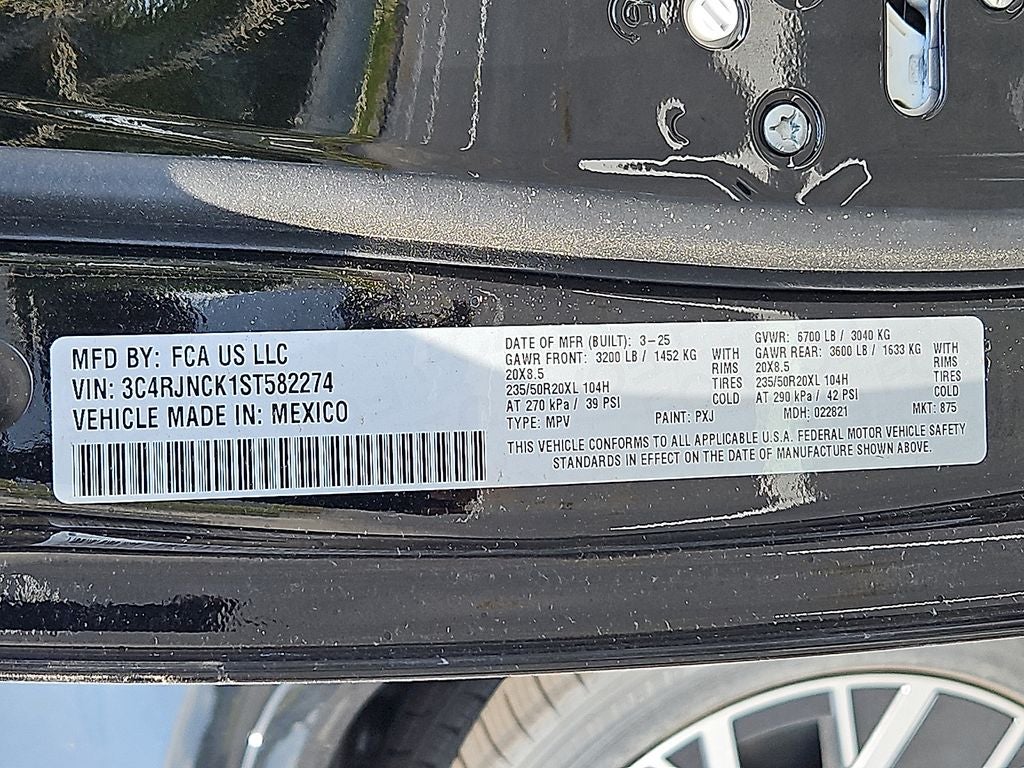 MFD BY: FCA US LLC
VIN: 3C4RJNCK1ST582274
VEHICLE MADE IN: MEXICO
DATE OF MFR (BUILT): 3-25
GAWR FRONT: 3200 LB / 1452 KG WITH
20X8.5 RIMS
235/50R20XL 104H TIRES
AT 270 kPa / 39 PSI COLD
TYPE: MPV PAINT: PXJ
GVWR: 6700 LB / 3040 KG
GAWR REAR: 3600 LB / 1633 KG WITH
20X8.5 RIMS
235/50R20XL 104H TIRES
AT 290 kPa / 42 PSI COLD
MDH: 022821 MKT: 875
THIS VEHICLE CONFORMS TO ALL APPLICABLE U.S.A. FEDERAL MOTOR VEHICLE SAFETY
STANDARDS IN EFFECT ON THE DATE OF MANUFACTURE SHOWN ABOVE.